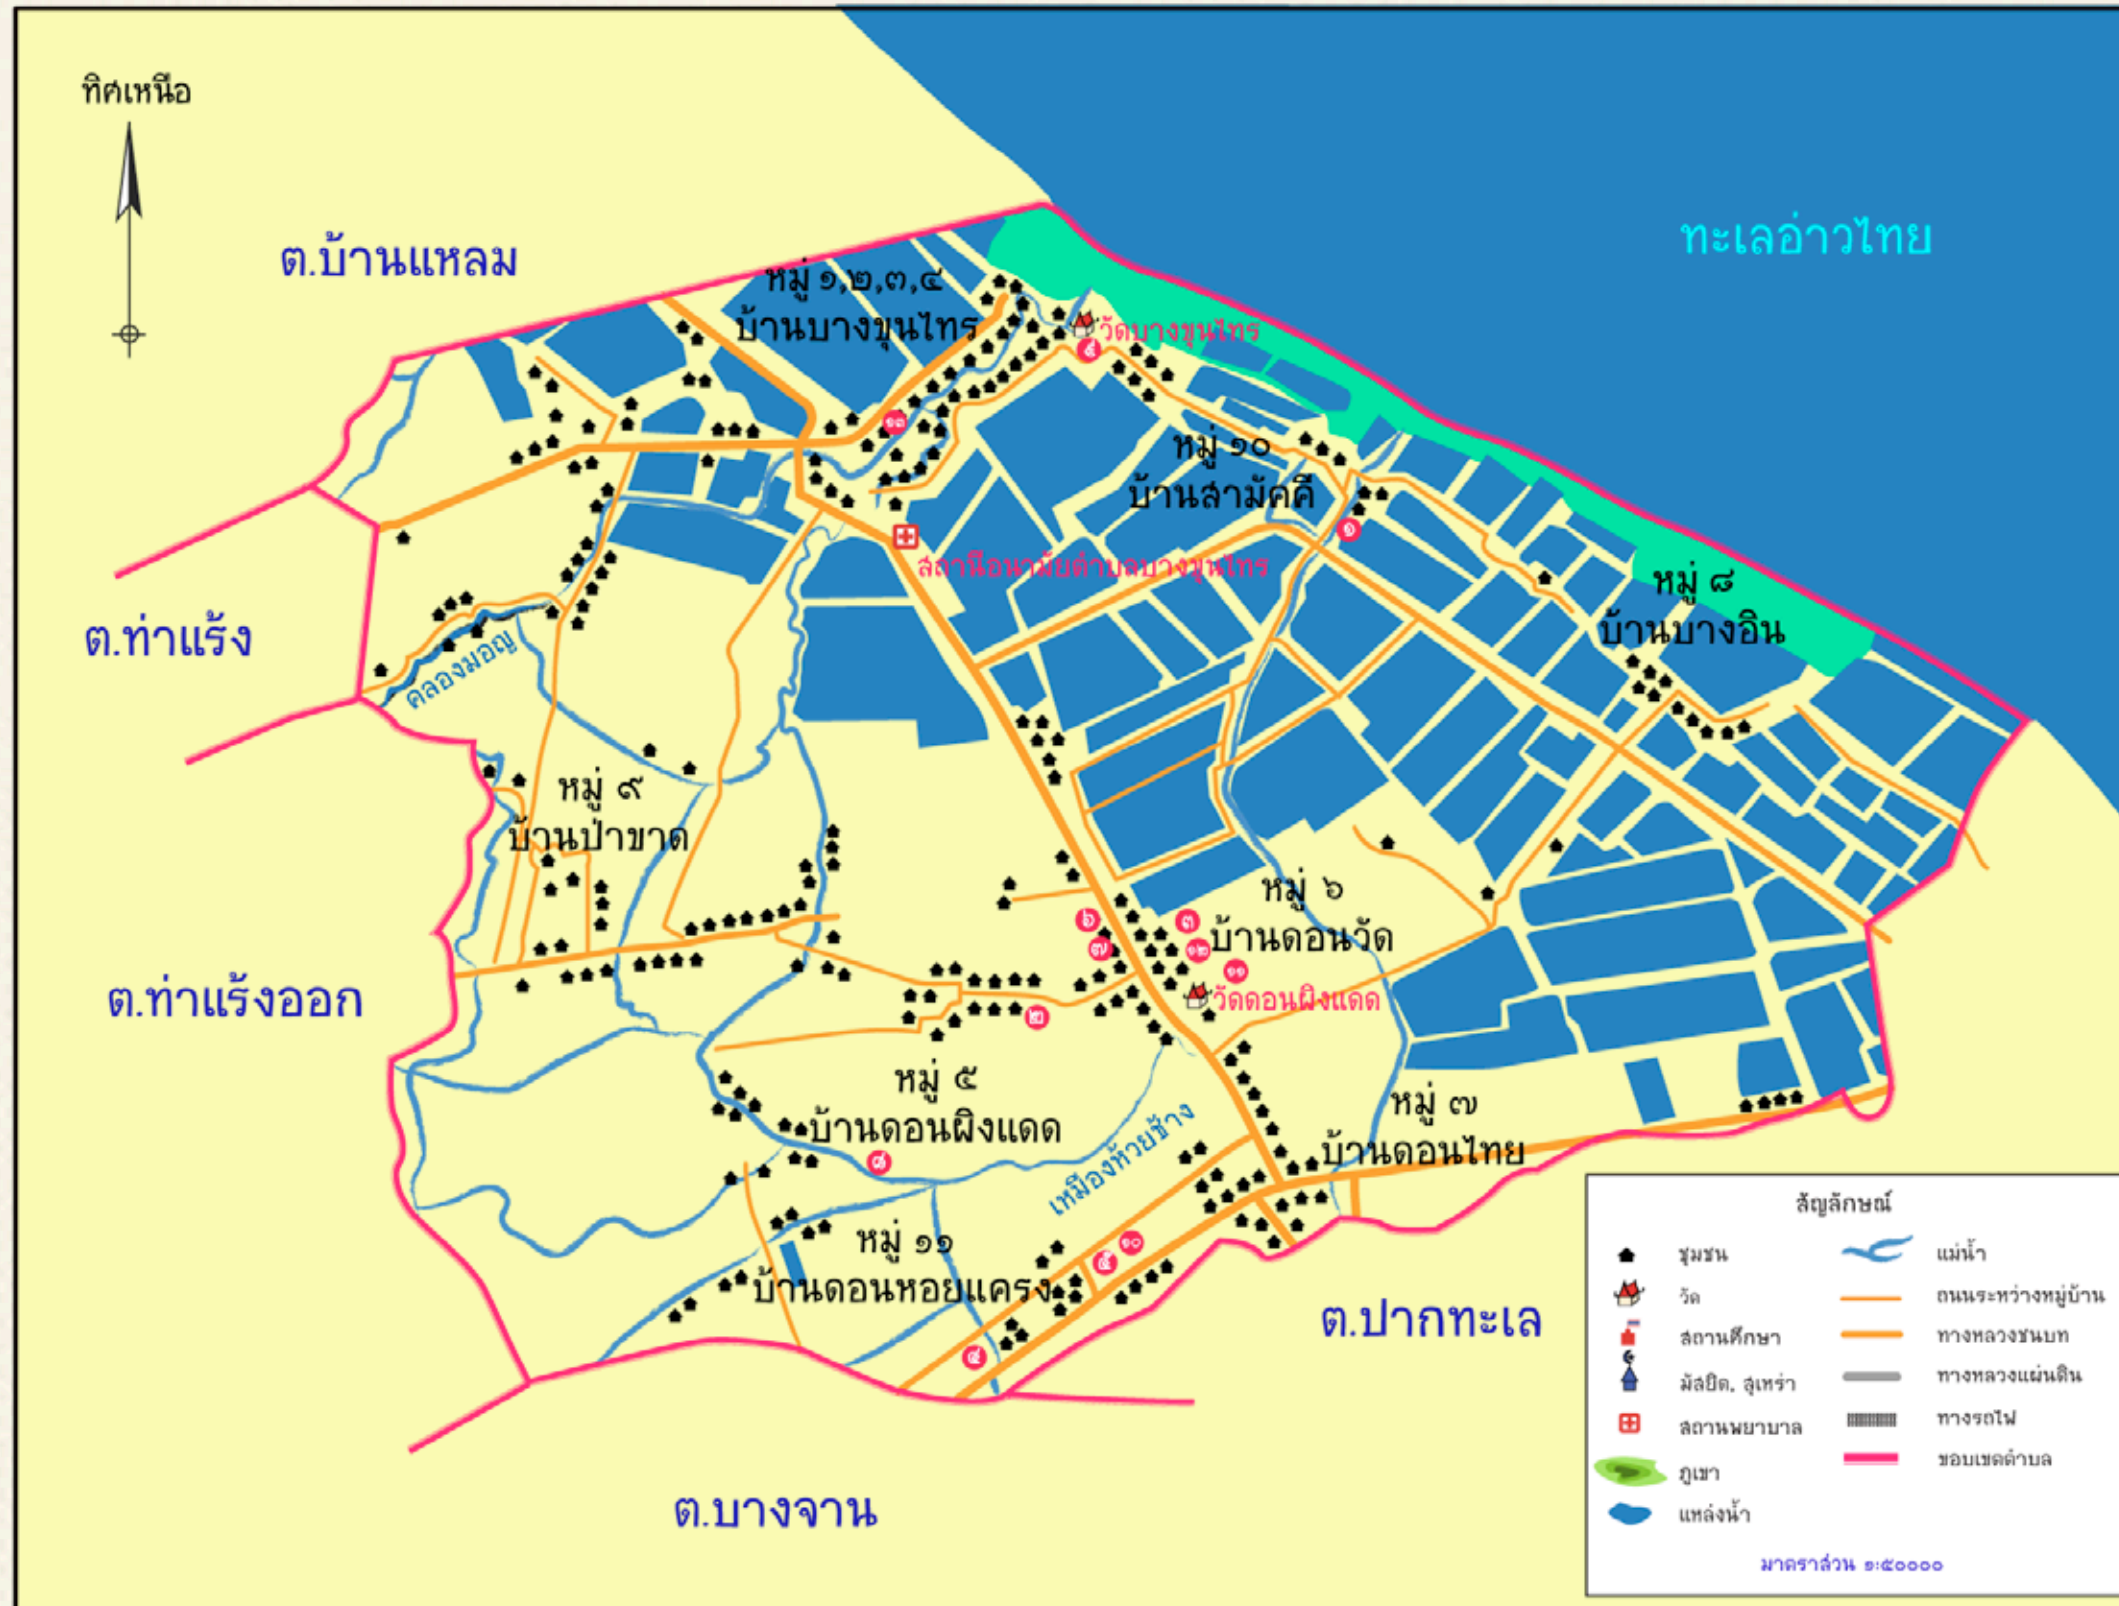 ทิศเหนือ
ต.บ้านแหลม
ทะเลอ่าวไทย
หมู่ ๑,๒,๓,๔
บ้านบางขุนไทร
วัดบางขุนไทร
๑๓
หมู่ ๑๐
บ้านสามัคคี
๑
สถานีอนามัยตำบลบางขุนไทร
หมู่ ๘
บ้านบางอิน
ต.ท่าแร้ง
คลองมอญ
หมู่ ๙
บ้านป่าขาด
หมู่ ๖
บ้านดอนวัด
๖
๓
๗
๑๒
๑๑
วัดดอนผิงแดด
๒
ต.ท่าแร้งออก
หมู่ ๕
บ้านดอนผิงแดด
๘
เหมืองห้วยช้าง
หมู่ ๗
บ้านดอนไทย
หมู่ ๑๑
บ้านดอนหอยแครง
๑๐
ต.ปากทะเล
ต.บางจาน
สัญลักษณ์
ชุมชน
แม่น้ำ
วัด
ถนนระหว่างหมู่บ้าน
สถานศึกษา
ทางหลวงชนบท
มัสยิด, สุเหร่า
ทางหลวงแผ่นดิน
สถานพยาบาล
ทางรถไฟ
ภูเขา
ขอบเขตตำบล
แหล่งน้ำ
มาตราส่วน ๑:๕๐๐๐๐